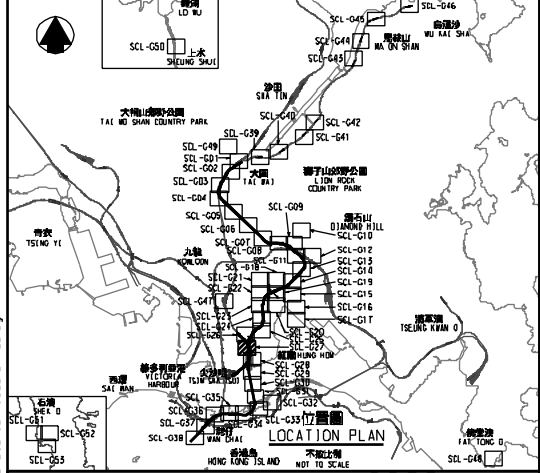 LO WU
SCL-G50
上水
SHEUNG SHUI
SCL-G46
SCL-G45
烏溪沙
WU KAI SHA
SCL-G44
馬鞍山
MA ON SHAN
SCL-G43
沙田
SHA TIN
大帽山郊野公園
TAI MO SHAN COUNTRY PARK
SCL-G40
SCL-G42
SCL-G39
SCL-G41
SCL-G49
SCL-G01
SCL-G02
大圍
TAI WAI
獅子山郊野公園
LION ROCK
COUNTRY PARK
SCL-G03
SCL-G04
SCL-G05
SCL-G09
鑽石山
DIAMOND HILL
SCL-G06
SCL-G10
青衣
TSING YI
SCL-G07
SCL-G08
SCL-G11
SCL-G12
SCL-G13
九龍
KOWLOON
SCL-G18
SCL-G14
SCL-G21
SCL-G19
SCL-G22
SCL-G15
SCL-G47
SCL-G16
SCL-G23
SCL-G17
SCL-G24
將軍澳
TSEUNG KWAN O
SCL-G20
SCL-G26
SCL-G27
紅磡
HUNG HOM
維多利亞港
VICTORIA
HARBOUR
尖沙咀
TSIM SHA TSUI
SCL-G28
SCL-G29
SCL-G30
西環
SAI WAN
SCL-G35
SCL-G32
SCL-G36
SCL-G33
SCL-G37
SCL-G34
SCL-G38
WAN CHAI
石澳
SHEK O
SCL-G51
SCL-G52
SCL-G53
香港島
HONG KONG ISLAND
位置圖
LOCATION PLAN
不按比例
NOT TO SCALE
FAT TONG O
SCL-G48